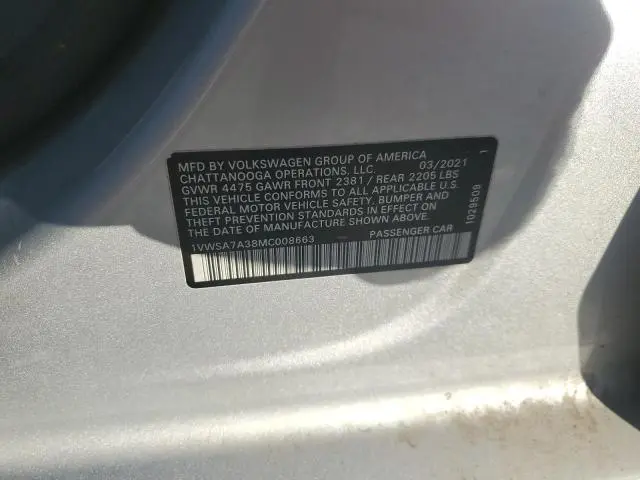 MFD BY VOLKSWAGEN GROUP OF AMERICA
CHATTANOOGA OPERATIONS, LLC. 03/2021
GVWR 4475 GAWR FRONT 2381 / REAR 2205 LBS
THIS VEHICLE CONFORMS TO ALL APPLICABLE U.S.
FEDERAL MOTOR VEHICLE SAFETY, BUMPER AND
THEFT PREVENTION STANDARDS IN EFFECT ON
THE DATE OF MANUFACTURE SHOWN ABOVE.
1VWSA7A38MC008663 PASSENGER CAR
1029509